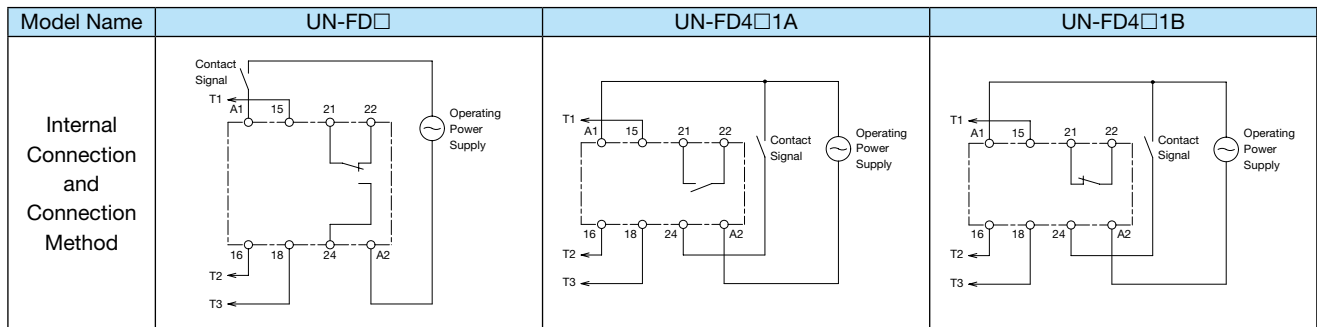 Model Name
UN-FD□
UN-FD4□1A
UN-FD4□1B
Internal
Connection
and
Connection
Method
Contact
Signal
T1
A1 15 21 22
Operating
Power
Supply
16 18 24 A2
T2
T3
T1
A1 15 21 22
Contact
Signal
Operating
Power
Supply
16 18 24 A2
T2
T3
T1
A1 15 21 22
Contact
Signal
Operating
Power
Supply
16 18 24 A2
T2
T3